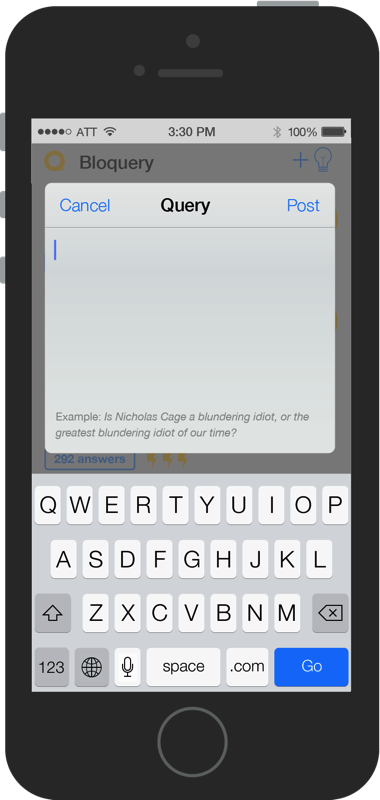 ATT 3:30 PM 100%
Bloquery
Cancel Query Post
Example: Is Nicholas Cage a blundering idiot, or the
greatest blundering idiot of our time?
292 answers
Q W E R T Y U I O P
A S D F G H J K L
Z X C V B N M
123 space .com Go